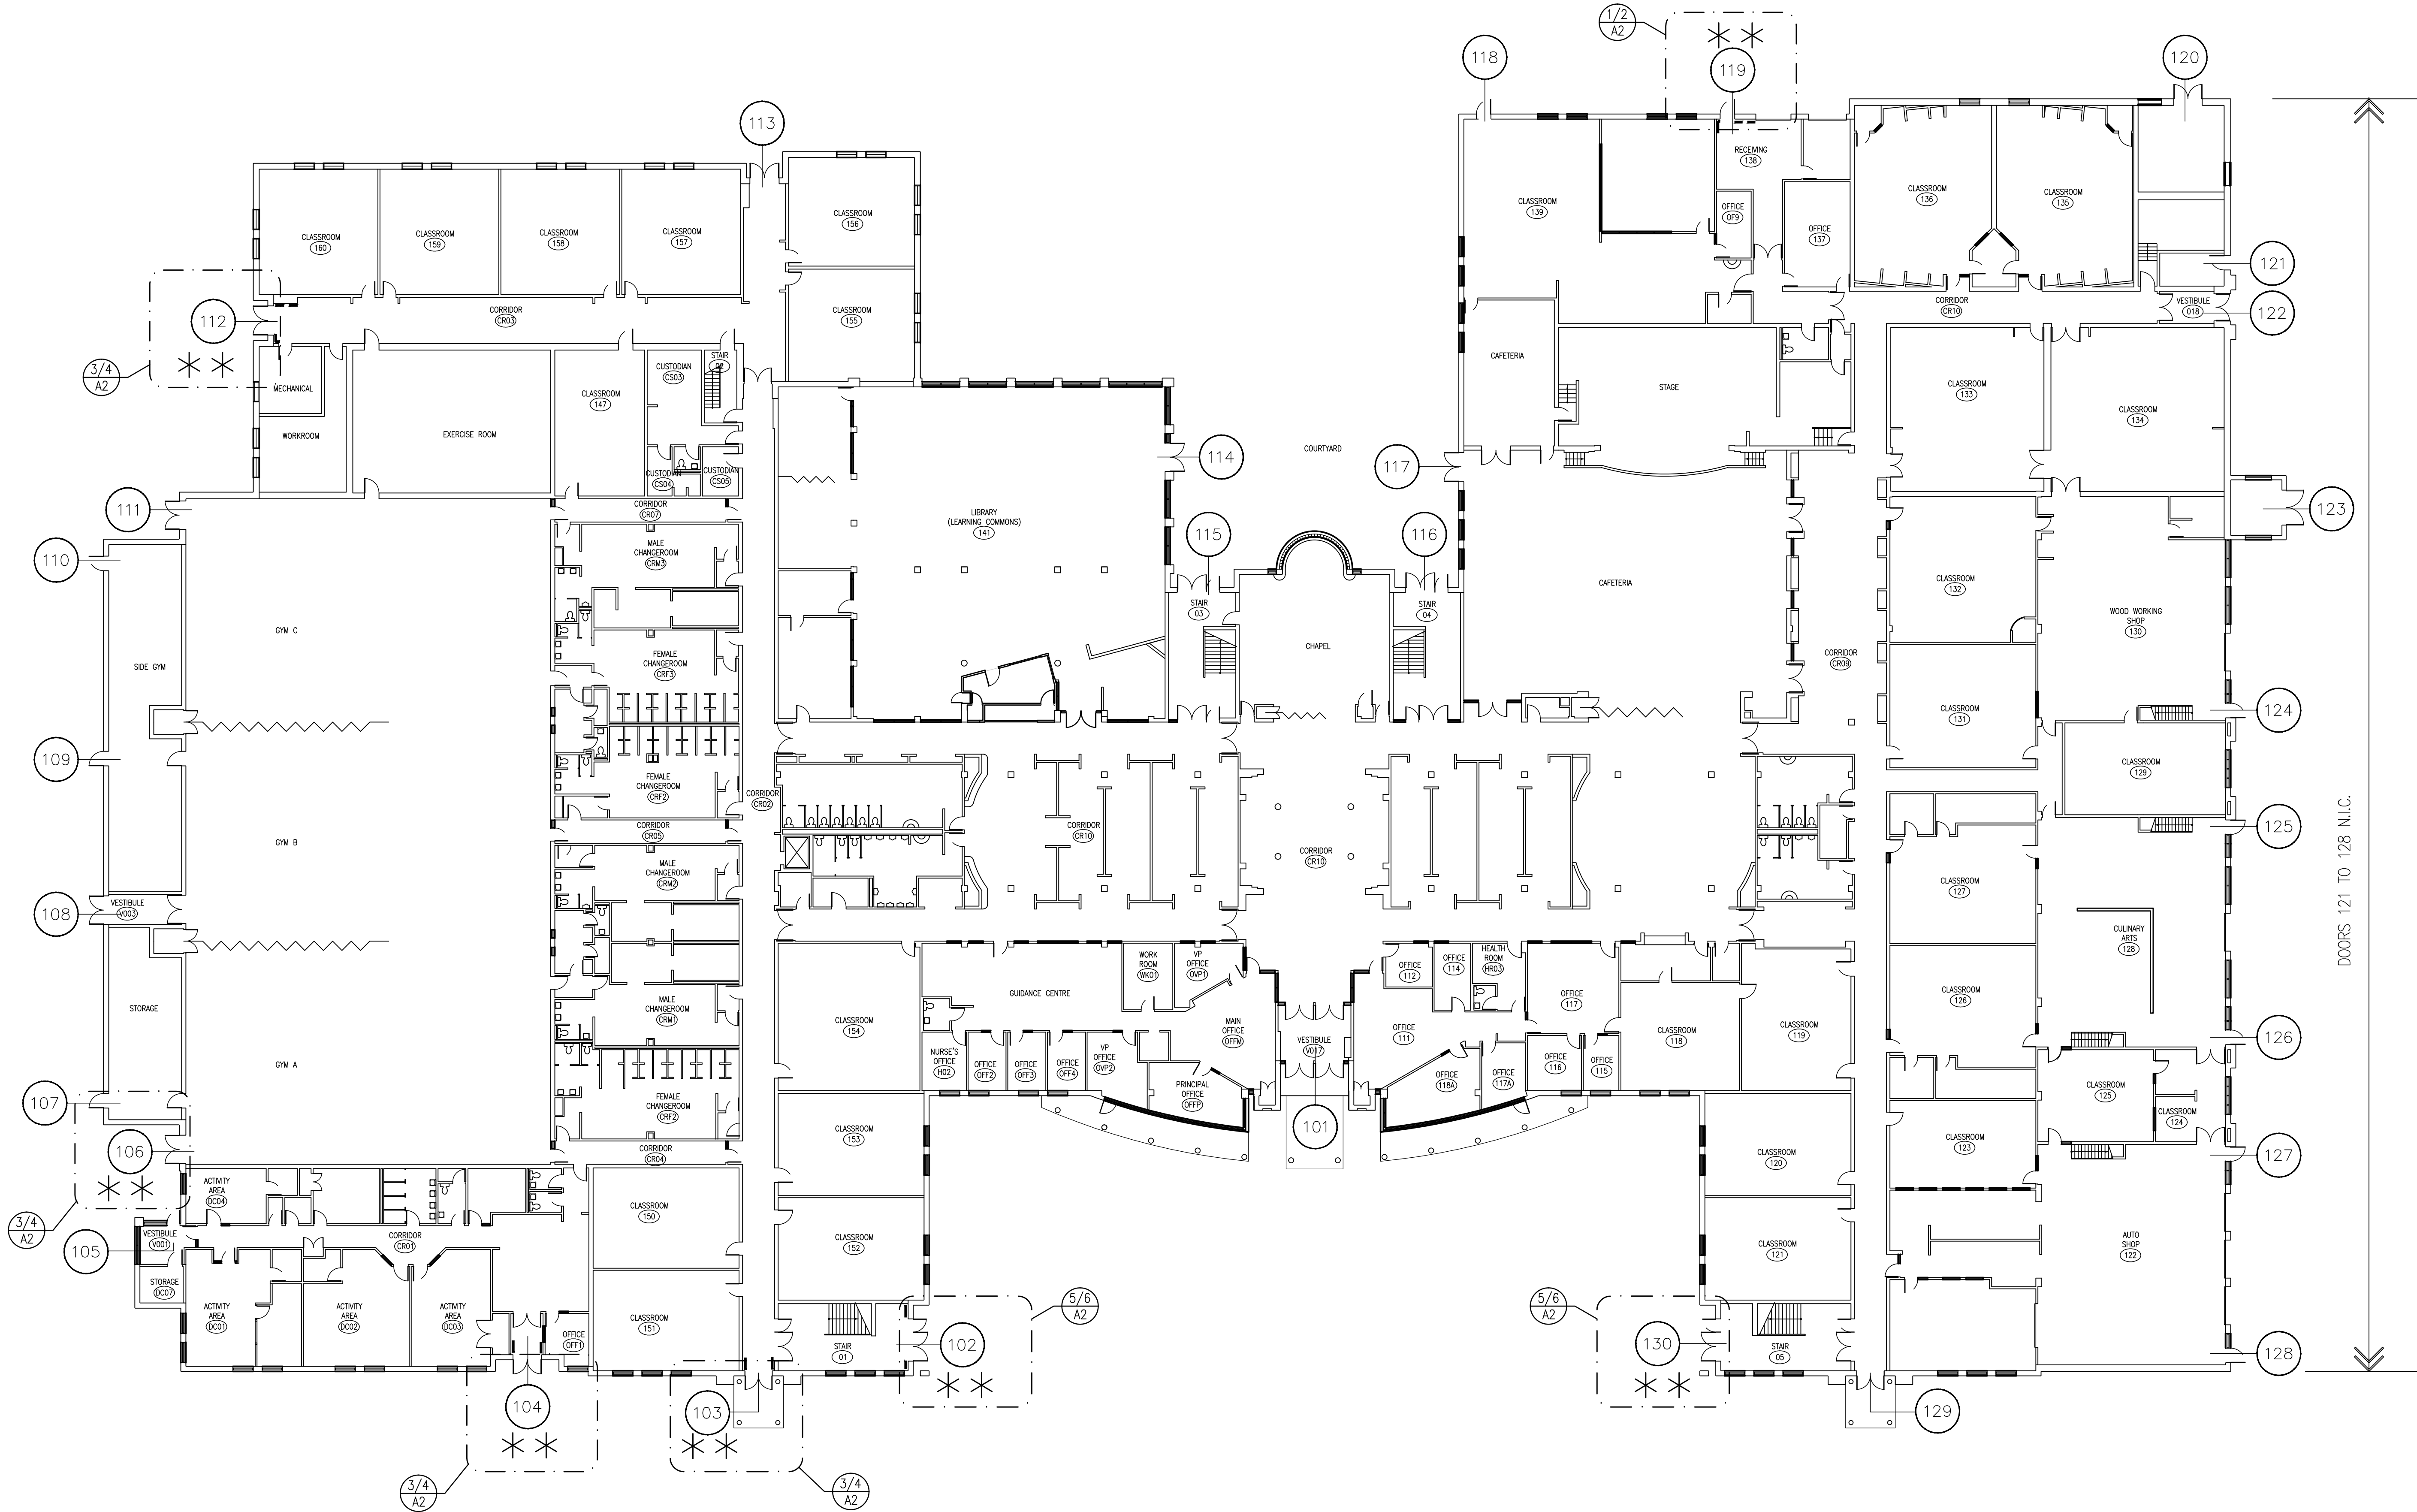 1/2
A2
118
119
120
113
RECEIVING
138
CLASSROOM
136
CLASSROOM
135
CLASSROOM
139
OFFICE
OF9
OFFICE
137
CLASSROOM
156
CLASSROOM
160
CLASSROOM
159
CLASSROOM
158
CLASSROOM
157
121
CORRIDOR
CR10
VESTIBULE
018
122
CORRIDOR
CR03
CLASSROOM
155
112
3/4
A2
MECHANICAL
STAIR
02
CUSTODIAN
CS03
CLASSROOM
147
CAFETERIA
STAGE
CLASSROOM
133
CLASSROOM
134
WORKROOM
EXERCISE ROOM
COURTYARD
114
117
CUSTODIAN
CS04
CUSTODIAN
CS05
111
CORRIDOR
CR07
LIBRARY
(LEARNING COMMONS)
141
123
115
116
110
MALE
CHANGEROOM
CRM3
CLASSROOM
132
CAFETERIA
STAIR
03
STAIR
04
WOOD WORKING
SHOP
130
GYM C
CHAPEL
SIDE GYM
FEMALE
CHANGEROOM
CRF3
CORRIDOR
CR09
CLASSROOM
131
124
109
CLASSROOM
129
FEMALE
CHANGEROOM
CRF2
CORRIDOR
CR02
125
CORRIDOR
CR05
CORRIDOR
CR10
GYM B
CORRIDOR
CR10
DOORS 121 TO 128 N.I.C.
MALE
CHANGEROOM
CRM2
CLASSROOM
127
108
VESTIBULE
V003
CULINARY
ARTS
128
WORK
ROOM
WK01
VP
OFFICE
OVP1
OFFICE
112
OFFICE
114
HEALTH
ROOM
HR03
GUIDANCE CENTRE
OFFICE
117
CLASSROOM
126
STORAGE
MALE
CHANGEROOM
CRM1
CLASSROOM
154
MAIN
OFFICE
OFFM
VESTIBULE
V017
OFFICE
111
CLASSROOM
118
CLASSROOM
119
126
GYM A
NURSE'S
OFFICE
H02
OFFICE
OFF2
OFFICE
OFF3
OFFICE
OFF4
VP
OFFICE
OVP2
PRINCIPAL
OFFICE
OFFP
OFFICE
118A
OFFICE
117A
OFFICE
116
OFFICE
115
CLASSROOM
125
CLASSROOM
124
107
FEMALE
CHANGEROOM
CRF2
101
106
CLASSROOM
153
CLASSROOM
120
CLASSROOM
123
127
CORRIDOR
CR04
ACTIVITY
AREA
DC04
CLASSROOM
150
3/4
A2
VESTIBULE
V001
105
CORRIDOR
CR01
CLASSROOM
152
CLASSROOM
121
AUTO
SHOP
122
STORAGE
DC07
ACTIVITY
AREA
DC01
ACTIVITY
AREA
DC02
ACTIVITY
AREA
DC03
CLASSROOM
151
OFFICE
OFF1
5/6
A2
5/6
A2
STAIR
01
102
130
STAIR
05
128
104
103
129
3/4
A2
3/4
A2